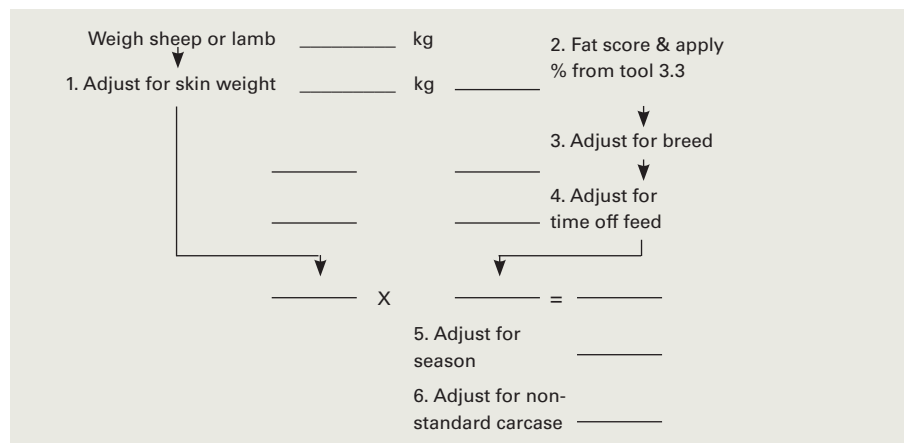 Weigh sheep or lamb ____________ kg
2. Fat score & apply
% from tool 3.3
1. Adjust for skin weight ____________ kg
3. Adjust for breed
4. Adjust for
time off feed
X =
5. Adjust for
season
6. Adjust for non-
standard carcase